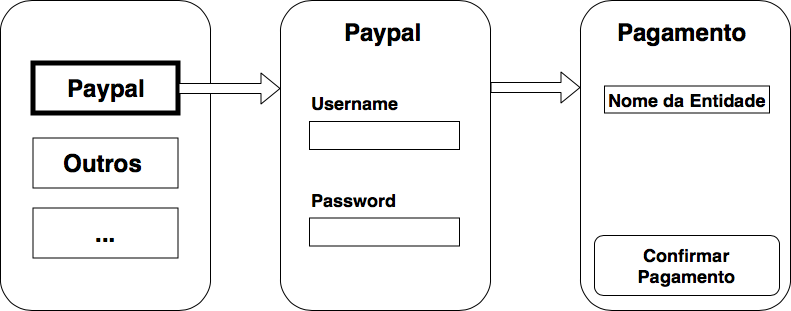 Paypal
Outros
...
Paypal
Username
Password
Pagamento
Nome da Entidade
Confirmar
Pagamento